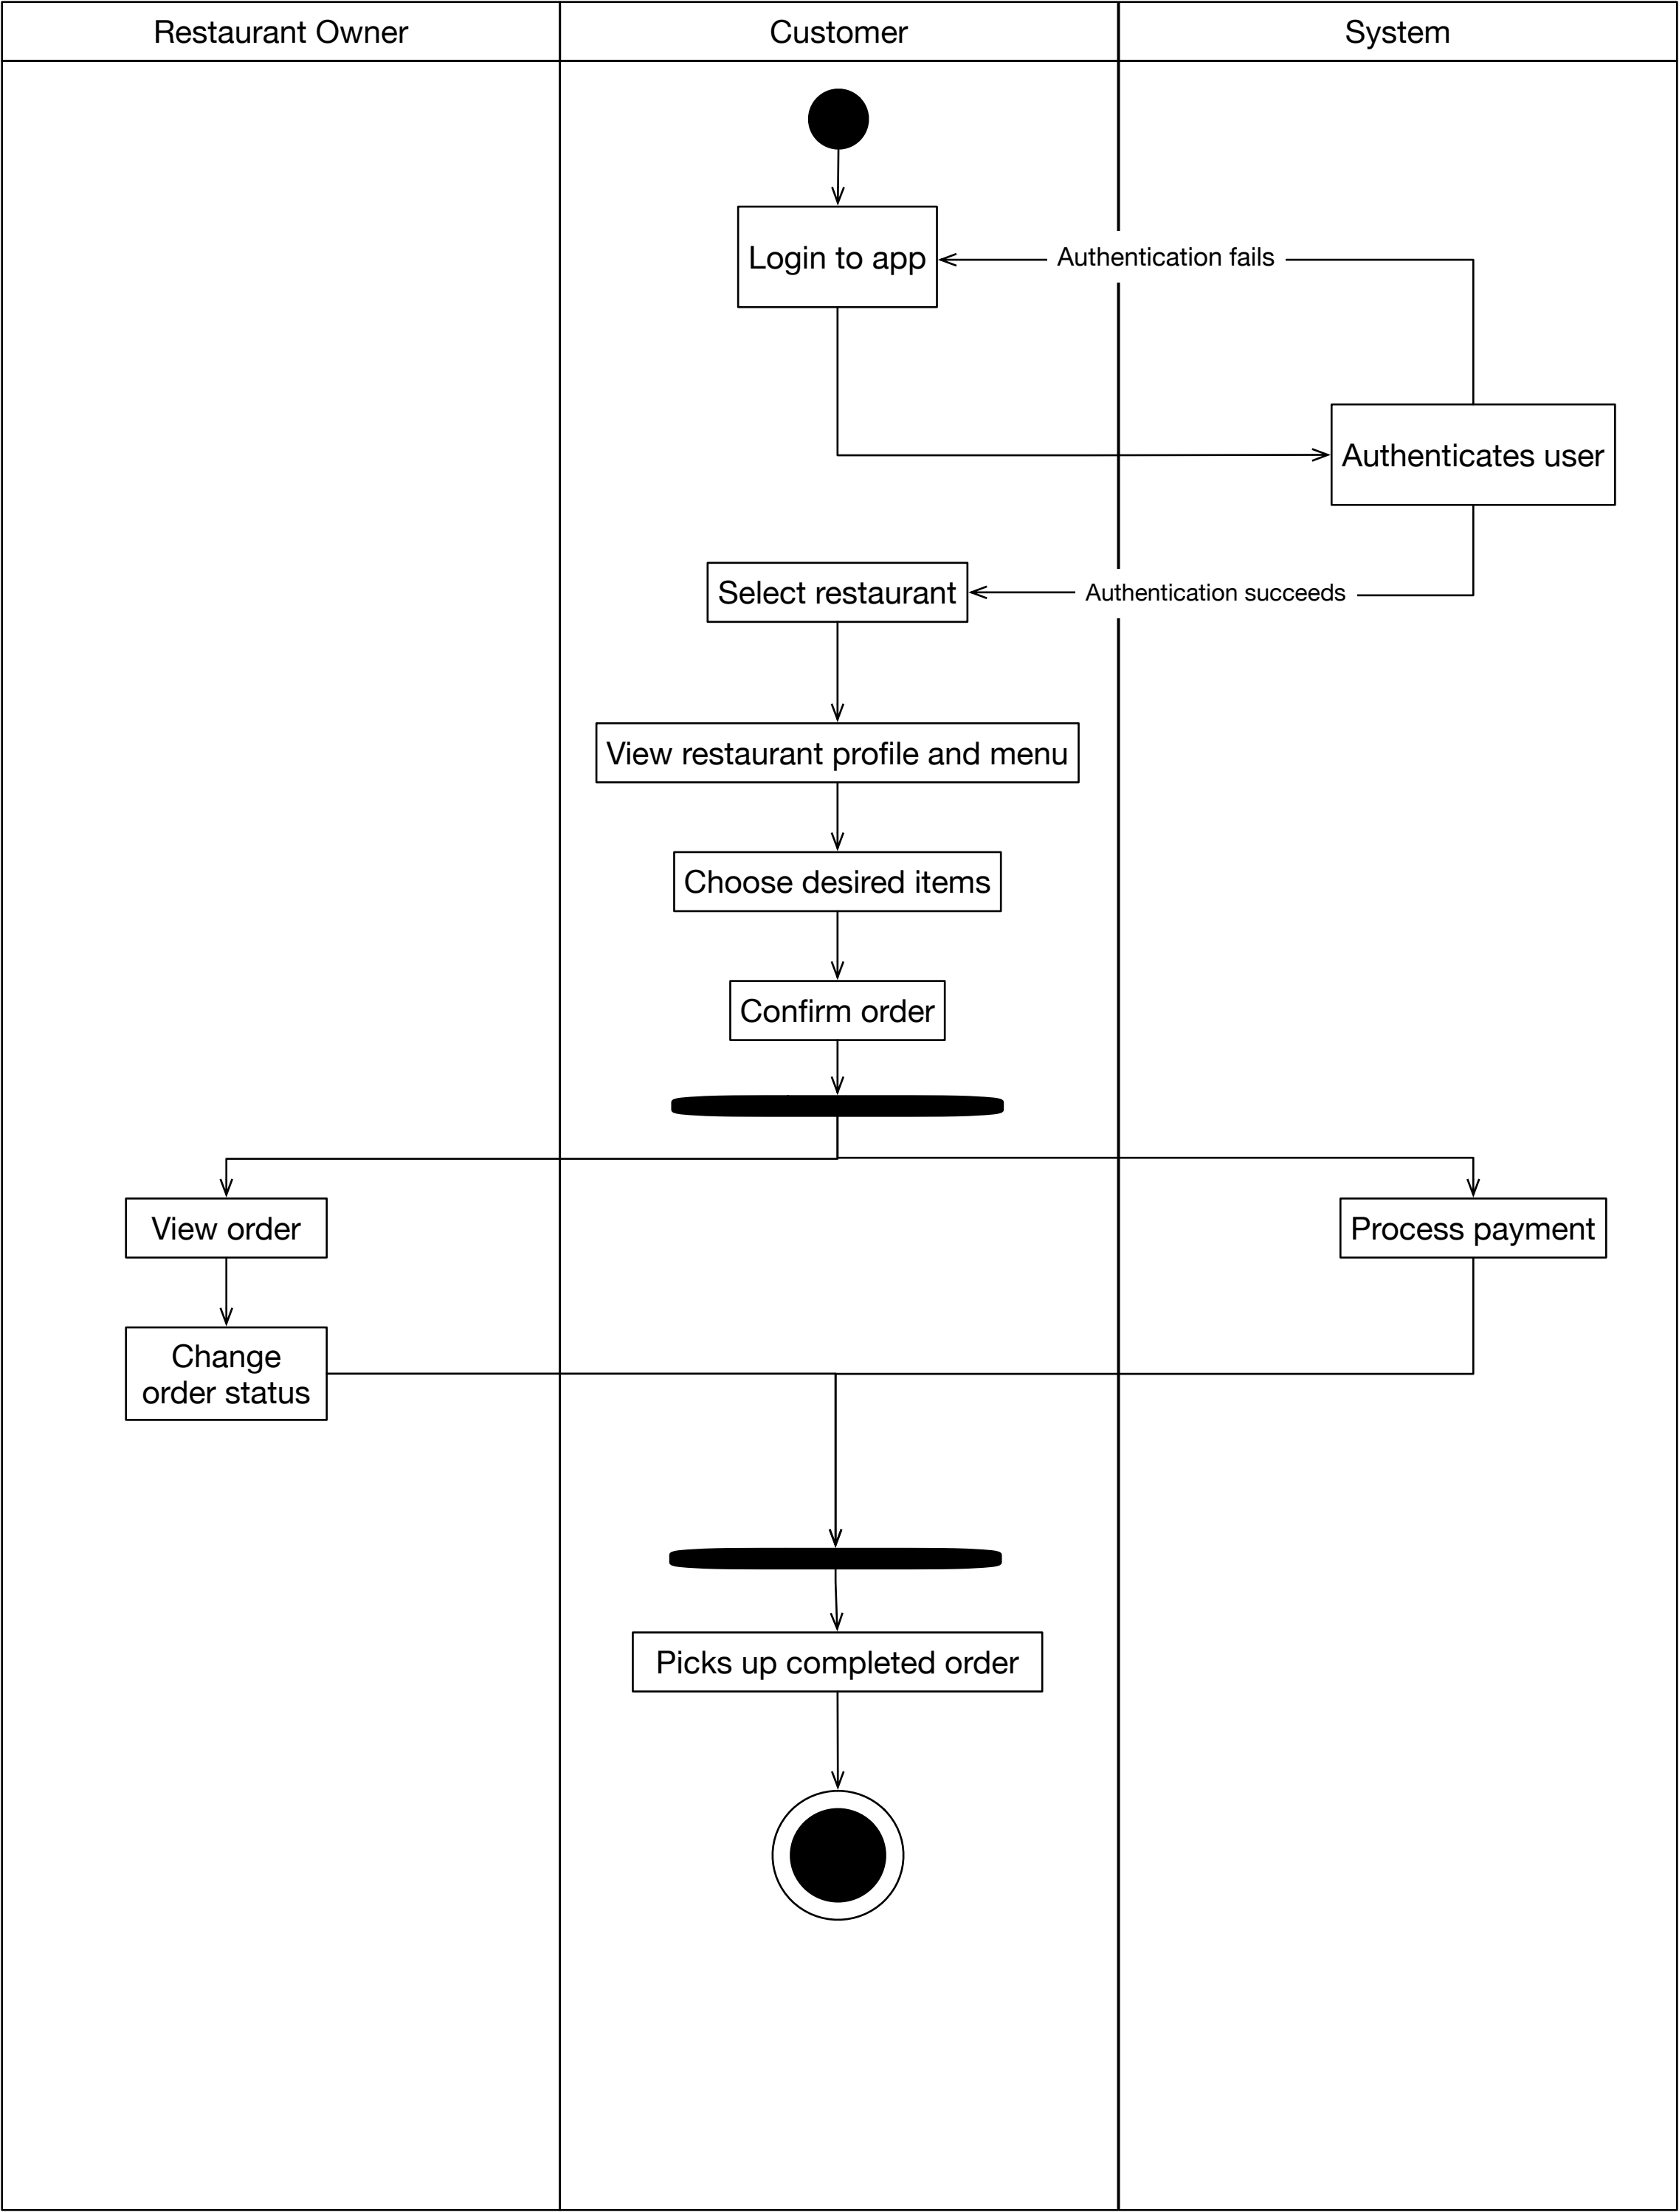 Restaurant Owner
Customer
System
Login to app
Authentication fails
Authenticates user
Select restaurant
Authentication succeeds
View restaurant profile and menu
Choose desired items
Confirm order
View order
Process payment
Change
order status
Picks up completed order